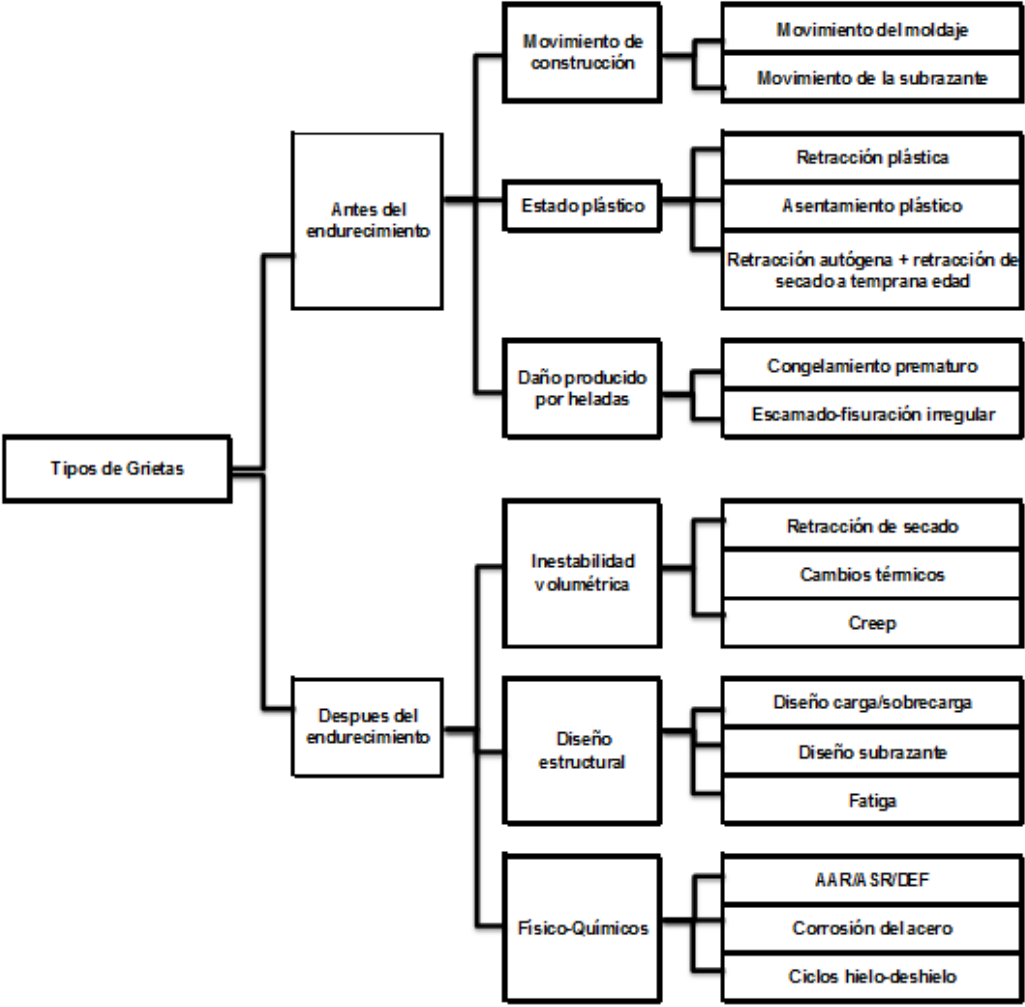 Tipos de Grietas
Antes del
endurecimiento
Movimiento de
construcción
Movimiento del moldaje
Movimiento de la subrazante
Estado plástico
Retracción plástica
Asentamiento plástico
Retracción autógena + retracción de
secado a temprana edad
Daño producido
por heladas
Congelamiento prematuro
Escamado-fisuración irregular
Despues del
endurecimiento
Inestabilidad
volumétrica
Retracción de secado
Cambios térmicos
Creep
Diseño
estructural
Diseño carga/sobrecarga
Diseño subrazante
Fatiga
Físico-Químicos
AAR/ASR/DEF
Corrosión del acero
Ciclos hielo-deshielo